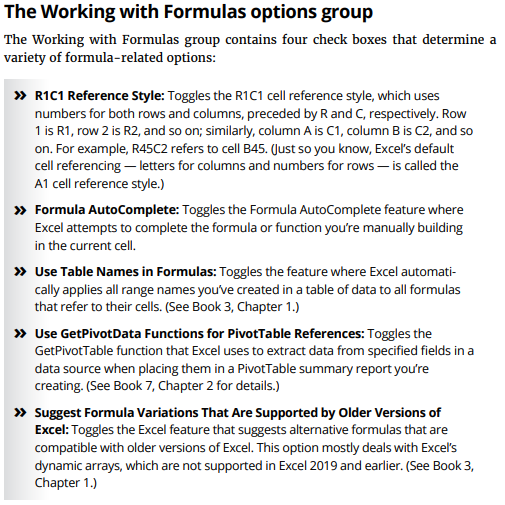 The Working with Formulas options group
The Working with Formulas group contains four check boxes that determine a
variety of formula-related options:
» R1C1 Reference Style: Toggles the R1C1 cell reference style, which uses
numbers for both rows and columns, preceded by R and C, respectively. Row
1 is R1, row 2 is R2, and so on; similarly, column A is C1, column B is C2, and so
on. For example, R45C2 refers to cell B45. (Just so you know, Excel’s default
cell referencing — letters for columns and numbers for rows — is called the
A1 cell reference style.)
» Formula AutoComplete: Toggles the Formula AutoComplete feature where
Excel attempts to complete the formula or function you’re manually building
in the current cell.
» Use Table Names in Formulas: Toggles the feature where Excel automati-
cally applies all range names you’ve created in a table of data to all formulas
that refer to their cells. (See Book 3, Chapter 1.)
» Use GetPivotData Functions for PivotTable References: Toggles the
GetPivotTable function that Excel uses to extract data from specified fields in a
data source when placing them in a PivotTable summary report you’re
creating. (See Book 7, Chapter 2 for details.)
» Suggest Formula Variations That Are Supported by Older Versions of
Excel: Toggles the Excel feature that suggests alternative formulas that are
compatible with older versions of Excel. This option mostly deals with Excel’s
dynamic arrays, which are not supported in Excel 2019 and earlier. (See Book 3,
Chapter 1.)